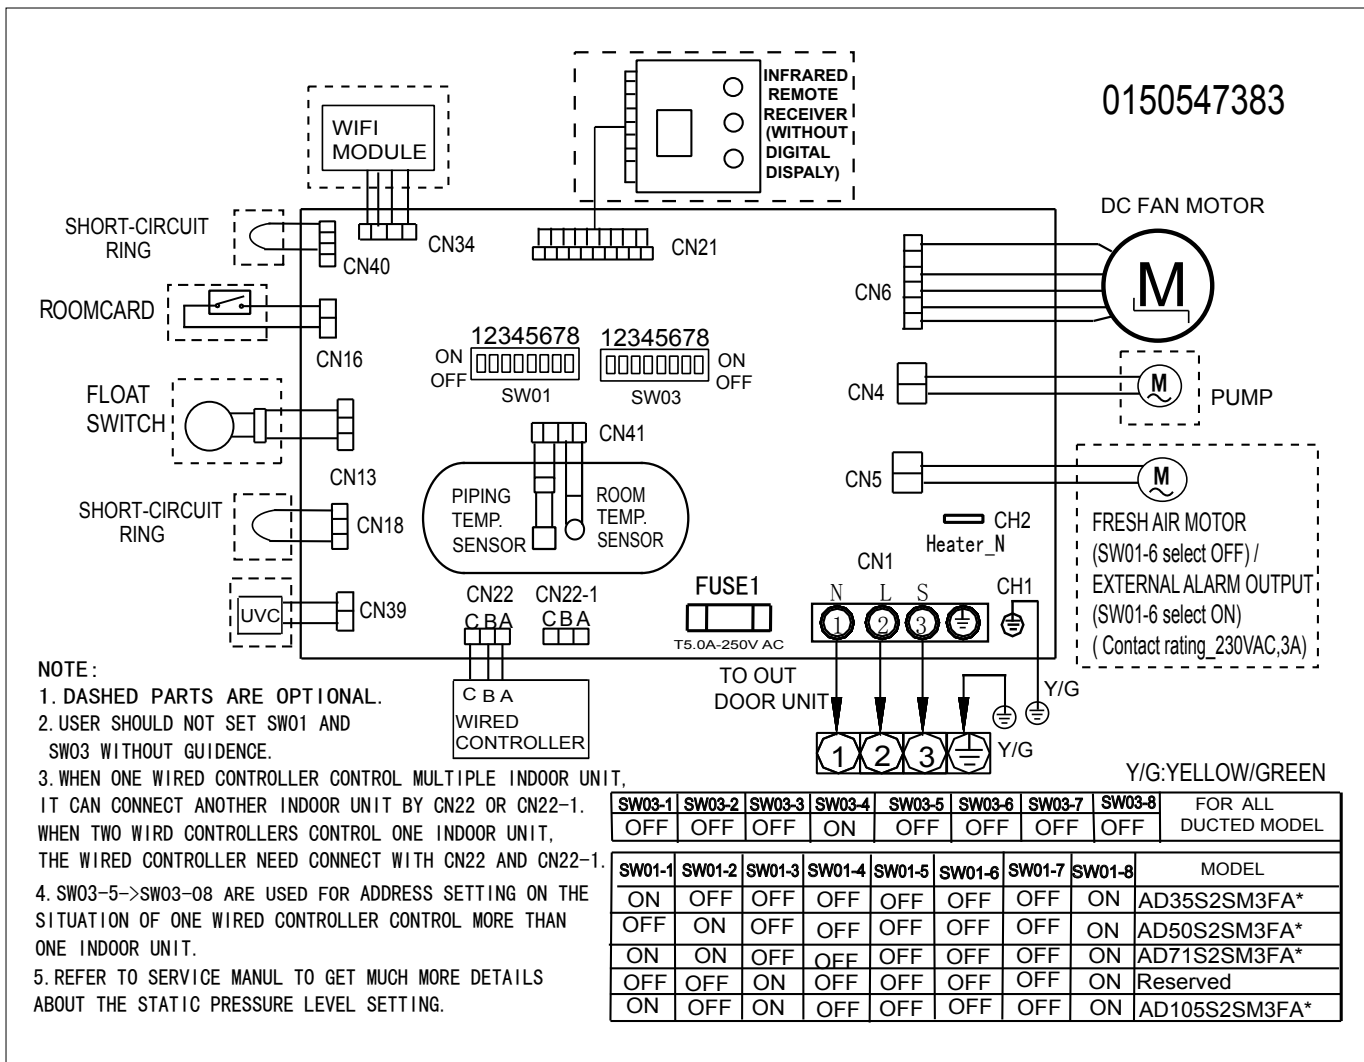 0150547383
WIFI
MODULE
INFRARED
REMOTE
RECEIVER
(WITHOUT
DIGITAL
DISPALY)
SHORT-CIRCUIT
RING
CN40
CN34
CN21
DC FAN MOTOR
M
CN6
ROOMCARD
CN16
12345678
ON
OFF
SW01
12345678
ON
OFF
SW03
CN4
M
PUMP
FLOAT
SWITCH
CN13
CN41
PIPING
TEMP.
SENSOR
ROOM
TEMP.
SENSOR
CN5
M
FRESH AIR MOTOR
(SW01-6 select OFF) /
EXTERNAL ALARM OUTPUT
(SW01-6 select ON)
( Contact rating_230VAC,3A)
SHORT-CIRCUIT
RING
CN18
CH2
Heater_N
CN1
UVC
CN39
CN22
CBA
CN22-1
CBA
FUSE1
T5.0A-250V AC
N L S
1 2 3
CH1
TO OUT
DOOR UNIT
Y/G
Y/G
1 2 3
C B A
WIRED
CONTROLLER
Y/G:YELLOW/GREEN
NOTE:
1. DASHED PARTS ARE OPTIONAL.
2. USER SHOULD NOT SET SW01 AND
SW03 WITHOUT GUIDENCE.
3. WHEN ONE WIRED CONTROLLER CONTROL MULTIPLE INDOOR UNIT,
IT CAN CONNECT ANOTHER INDOOR UNIT BY CN22 OR CN22-1.
WHEN TWO WIRD CONTROLLERS CONTROL ONE INDOOR UNIT,
THE WIRED CONTROLLER NEED CONNECT WITH CN22 AND CN22-1.
4. SW03-5->SW03-08 ARE USED FOR ADDRESS SETTING ON THE
SITUATION OF ONE WIRED CONTROLLER CONTROL MORE THAN
ONE INDOOR UNIT.
5. REFER TO SERVICE MANUL TO GET MUCH MORE DETAILS
ABOUT THE STATIC PRESSURE LEVEL SETTING.
SW03-1 SW03-2 SW03-3 SW03-4 SW03-5 SW03-6 SW03-7 SW03-8 FOR ALL
OFF OFF OFF ON OFF OFF OFF OFF DUCTED MODEL
SW01-1 SW01-2 SW01-3 SW01-4 SW01-5 SW01-6 SW01-7 SW01-8 MODEL
ON OFF OFF OFF OFF OFF OFF ON AD35S2SM3FA*
OFF ON OFF OFF OFF OFF OFF ON AD50S2SM3FA*
ON ON OFF OFF OFF OFF OFF ON AD71S2SM3FA*
OFF OFF ON OFF OFF OFF OFF ON Reserved
ON OFF ON OFF OFF OFF OFF ON AD105S2SM3FA*